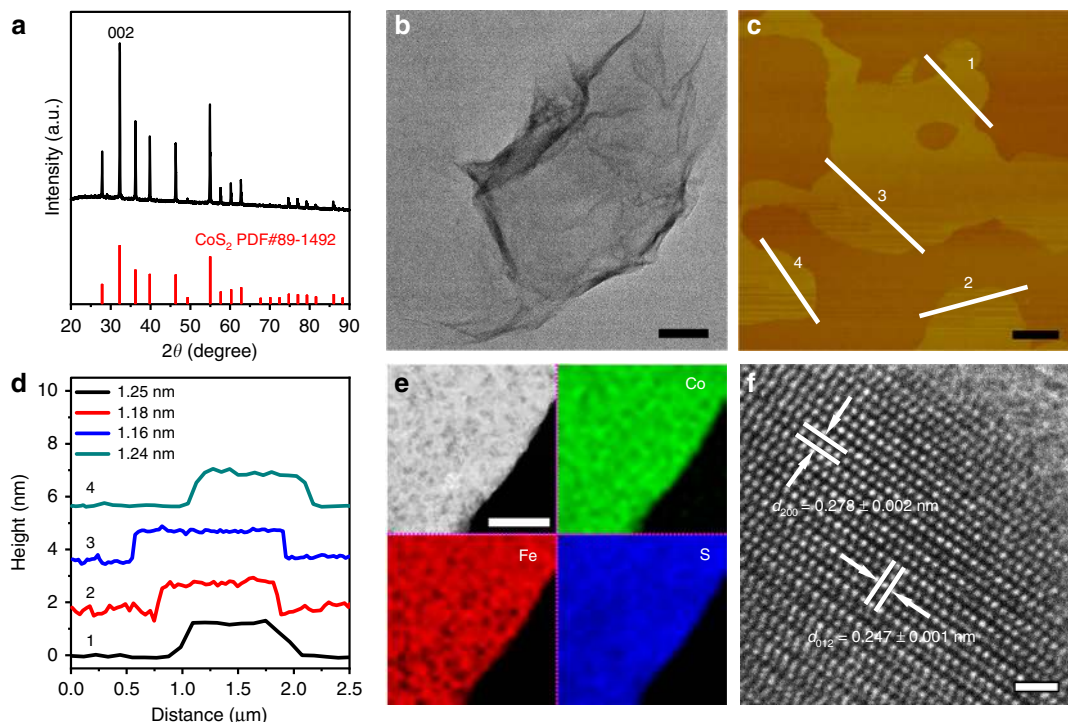 a
002
Intensity (a.u.)
CoS₂ PDF#89-1492
20 30 40 50 60 70 80 90
2θ (degree)
b
c
1
3
4
2
d
10
8
6
4
2
0
Height (nm)
1.25 nm
1.18 nm
1.16 nm
1.24 nm
4
3
2
1
0.0 0.5 1.0 1.5 2.0 2.5
Distance (μm)
e
Co
Fe
S
f
d₂₀₀ = 0.278 ± 0.002 nm
d₀₁₂ = 0.247 ± 0.001 nm